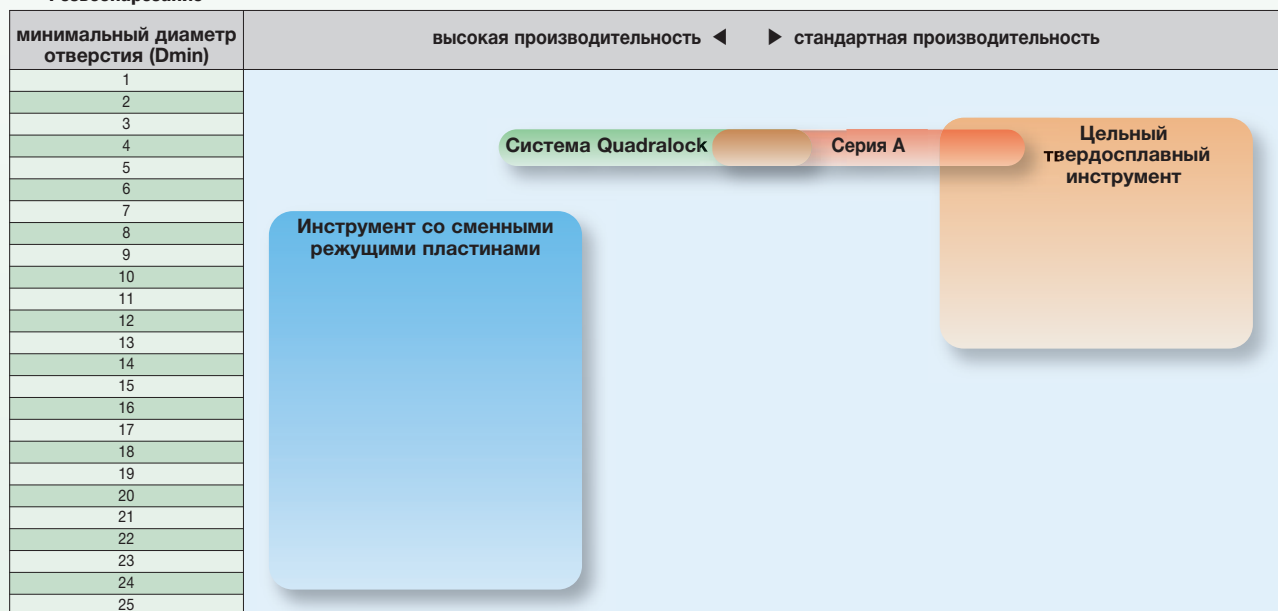 минимальный диаметр
отверстия (Dmin)
высокая производительность ◀ ▶ стандартная производительность
1
2
3
4
5
6
7
8
9
10
11
12
13
14
15
16
17
18
19
20
21
22
23
24
25
Система Quadralock
Серия A
Цельный
твердосплавный
инструмент
Инструмент со сменными
режущими пластинами